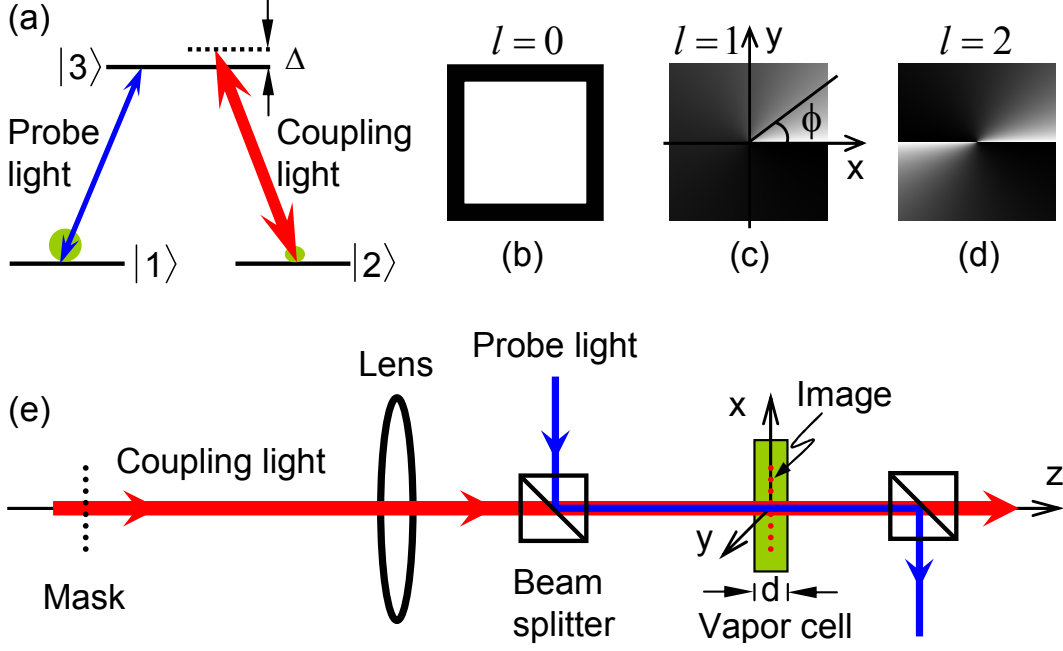 (a)
|3⟩
Δ
Probe
light
Coupling
light
|1⟩
|2⟩
l = 0
(b)
l = 1
y
ϕ
x
(c)
l = 2
(d)
(e)
Mask
Coupling light
Lens
Probe light
Beam
splitter
x
Image
y
d
Vapor cell
z